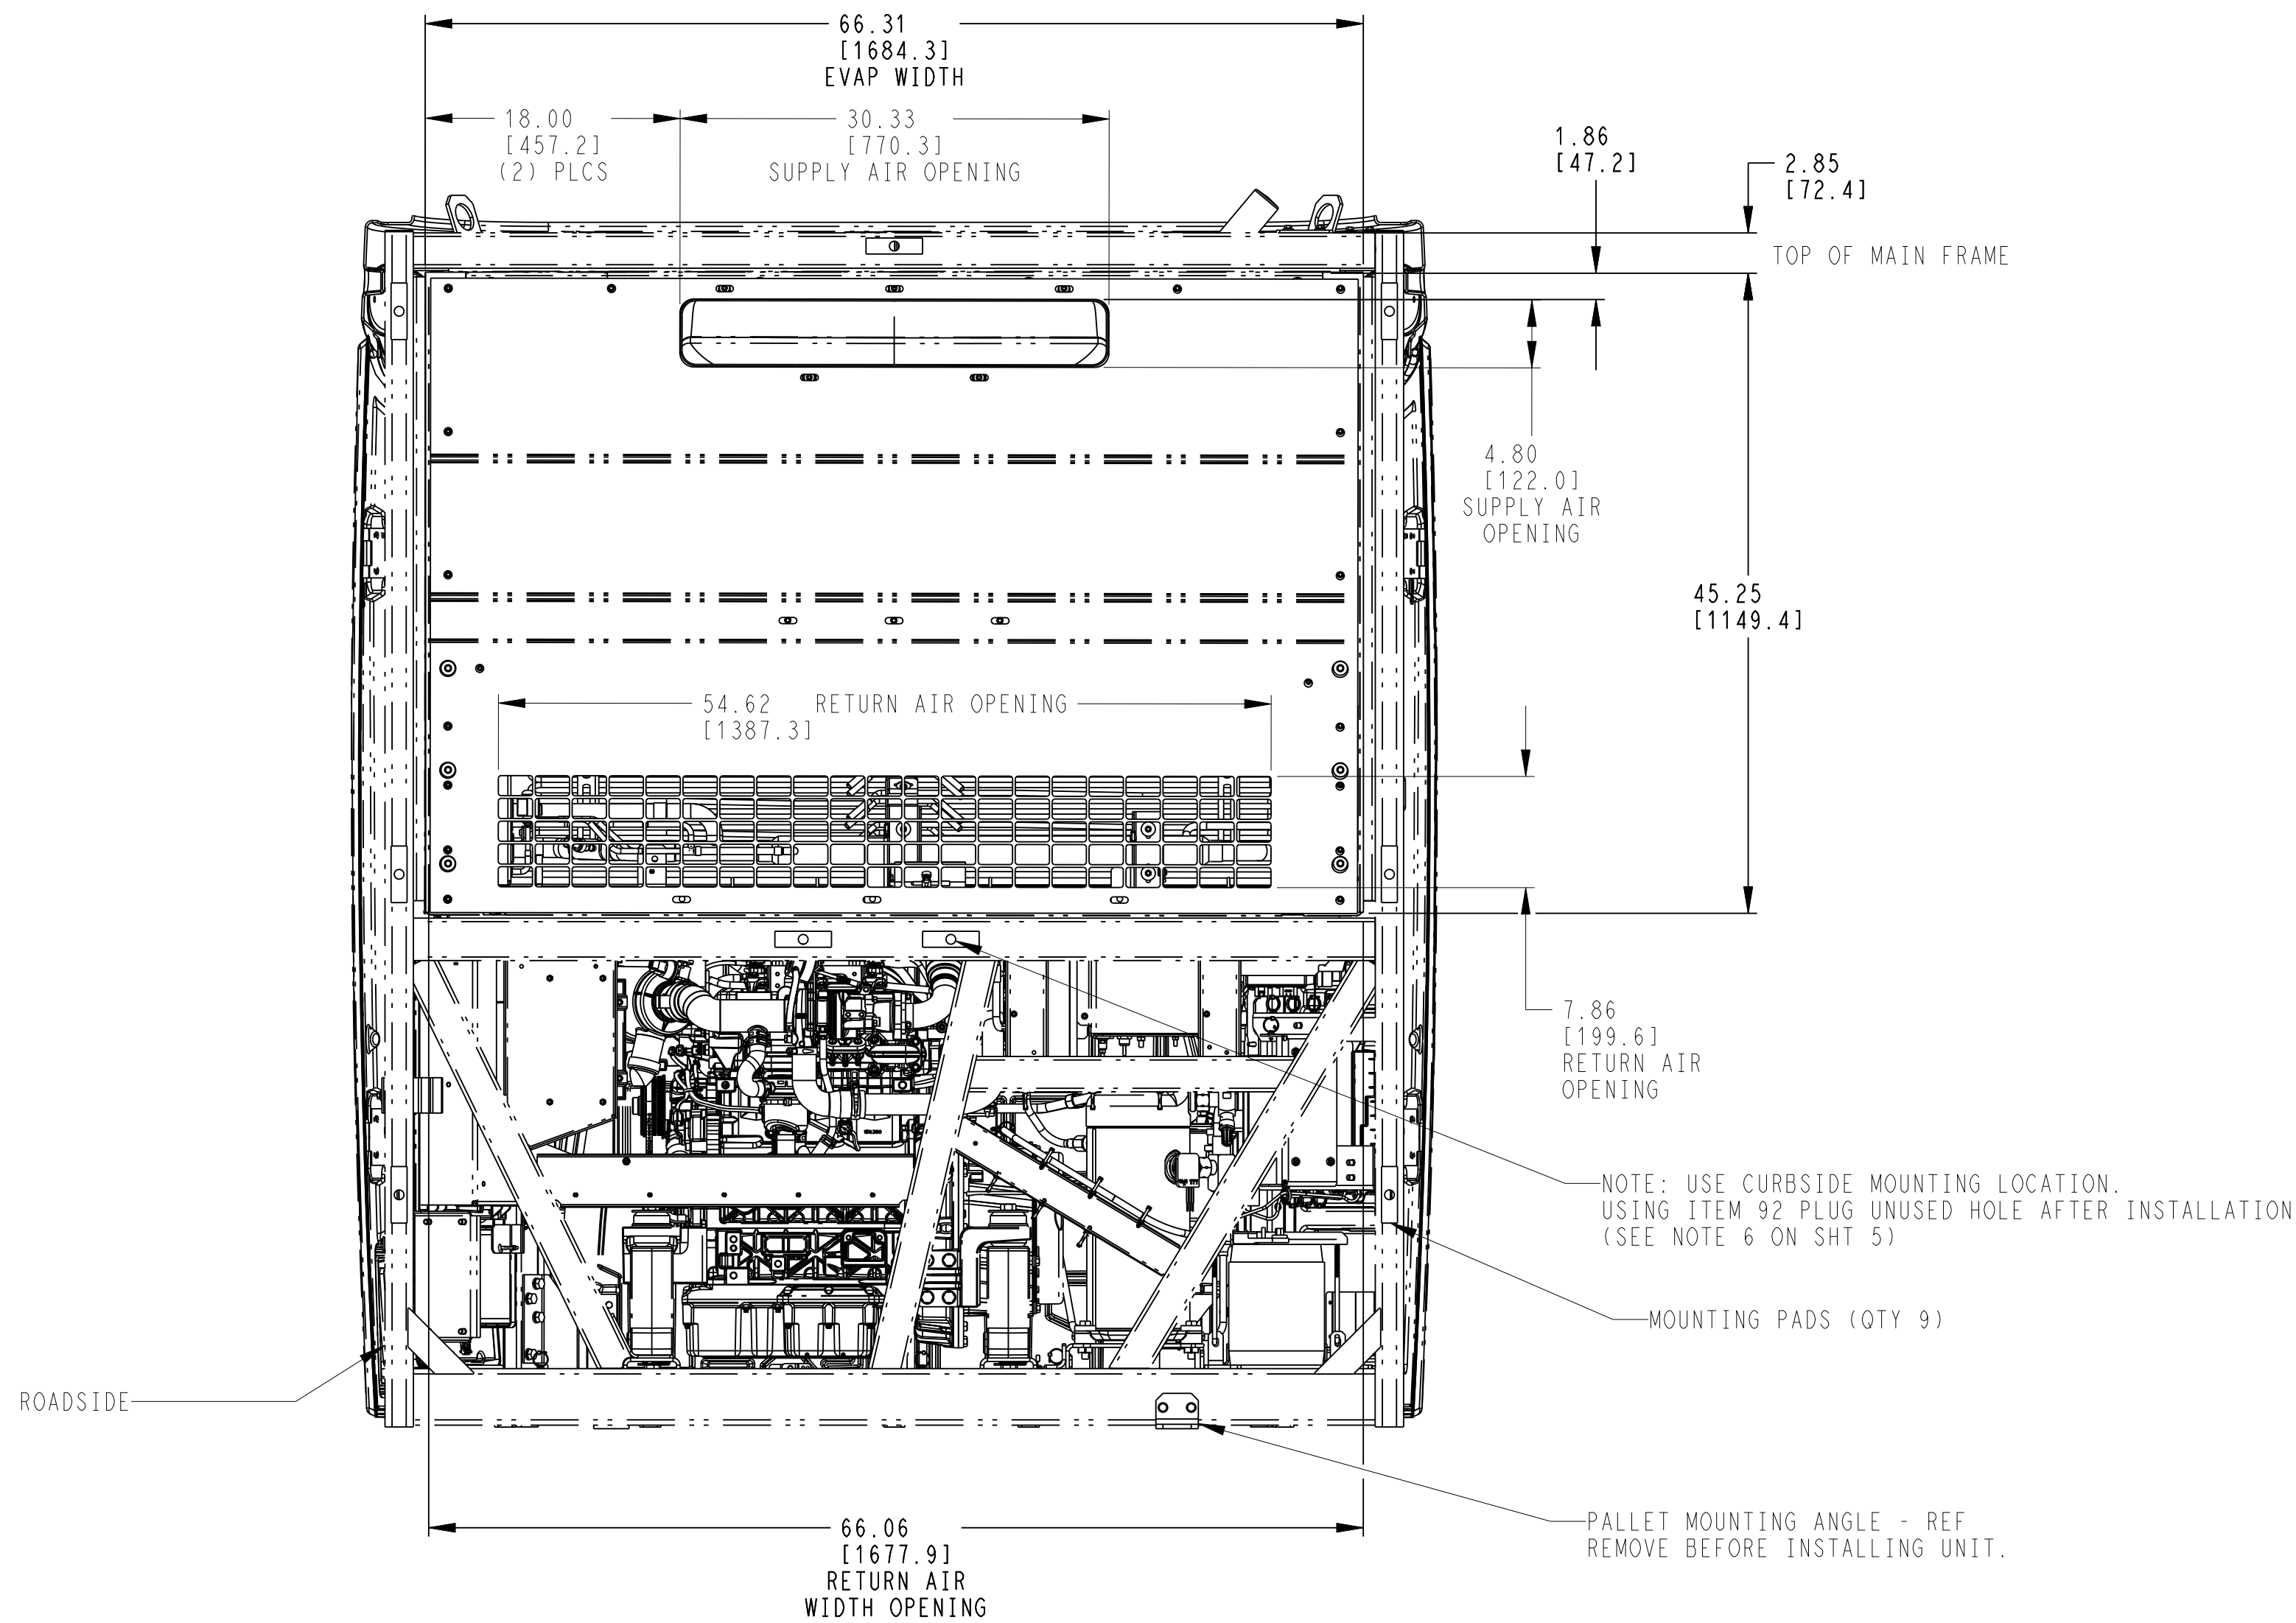 66.31
[1684.3]
EVAP WIDTH
18.00
[457.2]
(2) PLCS
30.33
[770.3]
SUPPLY AIR OPENING
1.86
[47.2]
2.85
[72.4]
TOP OF MAIN FRAME
4.80
[122.0]
SUPPLY AIR
OPENING
45.25
[1149.4]
54.62 RETURN AIR OPENING
[1387.3]
7.86
[199.6]
RETURN AIR
OPENING
NOTE: USE CURBSIDE MOUNTING LOCATION.
USING ITEM 92 PLUG UNUSED HOLE AFTER INSTALLATION
(SEE NOTE 6 ON SHT 5)
MOUNTING PADS (QTY 9)
ROADSIDE
PALLET MOUNTING ANGLE - REF
REMOVE BEFORE INSTALLING UNIT.
66.06
[1677.9]
RETURN AIR
WIDTH OPENING